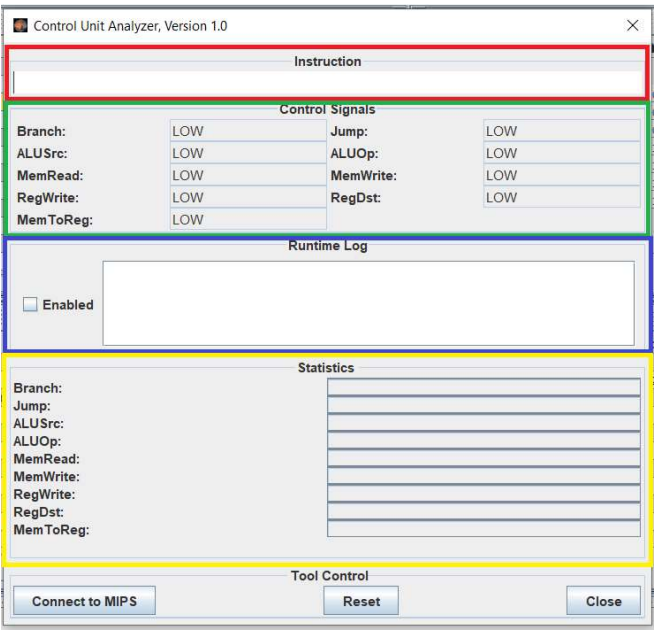 Control Unit Analyzer, Version 1.0
Instruction
Control Signals
Branch: LOW Jump: LOW
ALUSrc: LOW ALUOp: LOW
MemRead: LOW MemWrite: LOW
RegWrite: LOW RegDst: LOW
MemToReg: LOW
Runtime Log
Enabled
Statistics
Branch:
Jump:
ALUSrc:
ALUOp:
MemRead:
MemWrite:
RegWrite:
RegDst:
MemToReg:
Tool Control
Connect to MIPS Reset Close